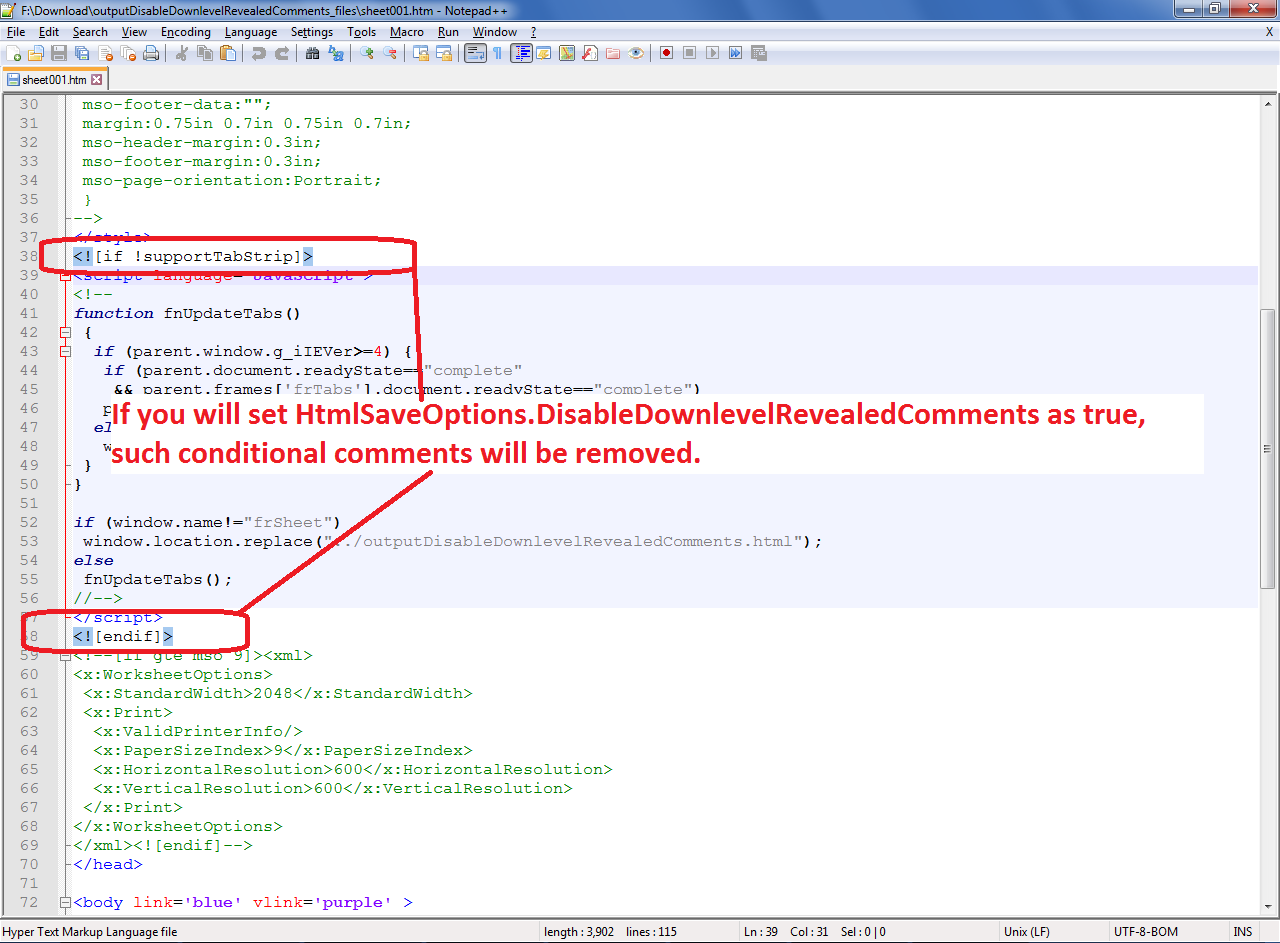 F:\Download\outputDisableDownlevelRevealedComments_files\sheet001.htm - Notepad++
File Edit Search View Encoding Language Settings Tools Macro Run Window ? X
sheet001.htm
30 mso-footer-data:"";
31 margin:0.75in 0.7in 0.75in 0.7in;
32 mso-header-margin:0.3in;
33 mso-footer-margin:0.3in;
34 mso-page-orientation:Portrait;
35 }
36 -->
37 </style>
38 <![if !supportTabStrip]>
39 <script language="JavaScript">
40 <!--
41 function fnUpdateTabs()
42 {
43 if (parent.window.g_iIEVer>=4) {
44 if (parent.document.readyState=="complete"
45 && parent.frames['frTabs'].document.readyState=="complete")
46 p
47 el
48 w
49 }
50 }
If you will set HtmlSaveOptions.DisableDownlevelRevealedComments as true,
such conditional comments will be removed.
51
52 if (window.name!="frSheet")
53 window.location.replace("../outputDisableDownlevelRevealedComments.html");
54 else
55 fnUpdateTabs();
56 //-->
57 </script>
58 <![endif]>
59 <!--[if gte mso 9]><xml>
60 <x:WorksheetOptions>
61 <x:StandardWidth>2048</x:StandardWidth>
62 <x:Print>
63 <x:ValidPrinterInfo/>
64 <x:PaperSizeIndex>9</x:PaperSizeIndex>
65 <x:HorizontalResolution>600</x:HorizontalResolution>
66 <x:VerticalResolution>600</x:VerticalResolution>
67 </x:Print>
68 </x:WorksheetOptions>
69 </xml><![endif]-->
70 </head>
71
72 <body link='blue' vlink='purple' >
Hyper Text Markup Language file length : 3,902 lines : 115 Ln : 39 Col : 31 Sel : 0 | 0 Unix (LF) UTF-8-BOM INS